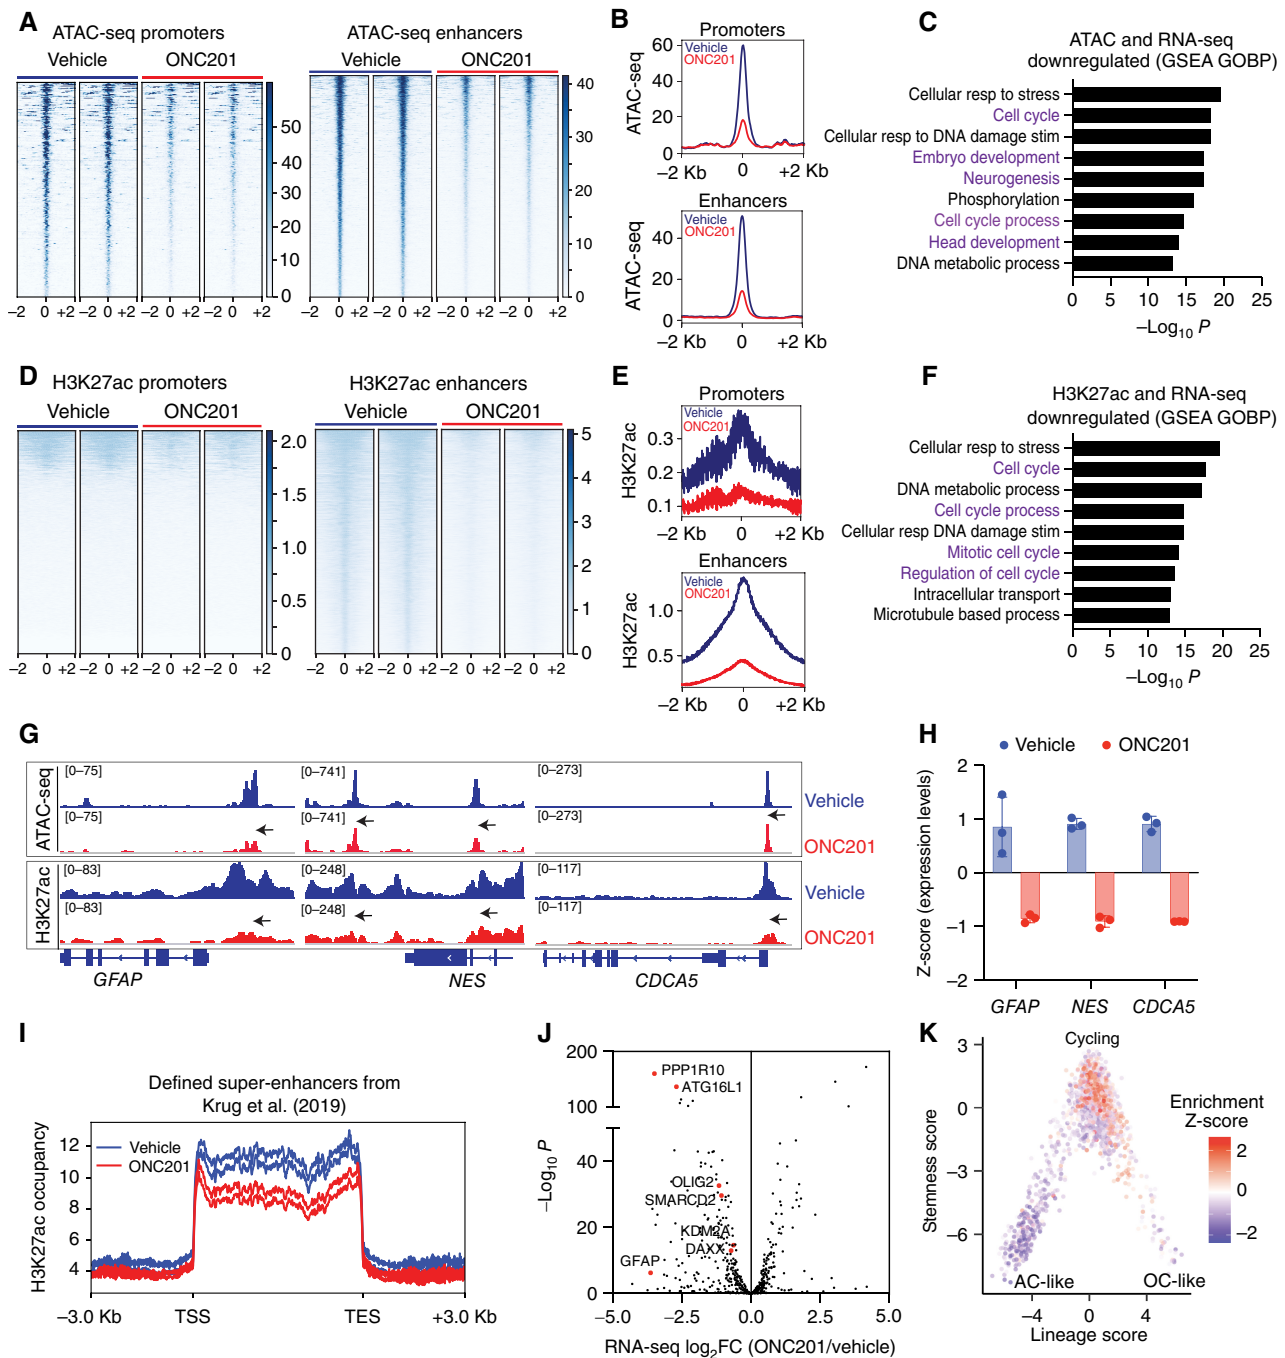 A
ATAC-seq promoters
Vehicle ONC201
50
40
30
20
10
0
−2 0 +2 −2 0 +2 −2 0 +2 −2 0 +2
ATAC-seq enhancers
Vehicle ONC201
40
30
20
10
0
−2 0 +2 −2 0 +2 −2 0 +2 −2 0 +2
B
Promoters
Vehicle
ONC201
ATAC-seq
60
40
20
0
−2 Kb 0 +2 Kb
Enhancers
Vehicle
ONC201
ATAC-seq
40
20
0
−2 Kb 0 +2 Kb
C
ATAC and RNA-seq
downregulated (GSEA GOBP)
Cellular resp to stress
Cell cycle
Cellular resp to DNA damage stim
Embryo development
Neurogenesis
Phosphorylation
Cell cycle process
Head development
DNA metabolic process
0 5 10 15 20 25
−Log10 P
D
H3K27ac promoters
Vehicle ONC201
2.0
1.5
1.0
0.5
0
−2 0 +2 −2 0 +2 −2 0 +2 −2 0 +2
H3K27ac enhancers
Vehicle ONC201
5
4
3
2
1
0
−2 0 +2 −2 0 +2 −2 0 +2 −2 0 +2
E
Promoters
Vehicle
ONC201
H3K27ac
0.3
0.2
0.1
−2 Kb 0 +2 Kb
Enhancers
Vehicle
ONC201
H3K27ac
1.0
0.5
−2 Kb 0 +2 Kb
F
H3K27ac and RNA-seq
downregulated (GSEA GOBP)
Cellular resp to stress
Cell cycle
DNA metabolic process
Cell cycle process
Cellular resp DNA damage stim
Mitotic cell cycle
Regulation of cell cycle
Intracellular transport
Microtubule based process
0 5 10 15 20 25
−Log10 P
G
ATAC-seq
[0–75] [0–741] [0–273]
Vehicle
[0–75] [0–741] [0–273]
ONC201
H3K27ac
[0–83] [0–248] [0–117]
Vehicle
[0–83] [0–248] [0–117]
ONC201
GFAP NES CDCA5
H
Vehicle ONC201
Z-score (expression levels)
2
1
0
−1
−2
GFAP NES CDCA5
I
Defined super-enhancers from
Krug et al. (2019)
Vehicle
ONC201
H3K27ac occupancy
12
10
8
6
4
−3.0 Kb TSS TES +3.0 Kb
J
−Log10 P
200
100
40
20
0
PPP1R10
ATG16L1
OLIG2
SMARCD2
KDM2A
DAXX
GFAP
−5.0 −2.5 0.0 2.5 5.0
RNA-seq log2FC (ONC201/vehicle)
K
Cycling
Stemness score
3
0
−3
−6
AC-like OC-like
−4 0 4
Lineage score
Enrichment
Z-score
2
0
−2